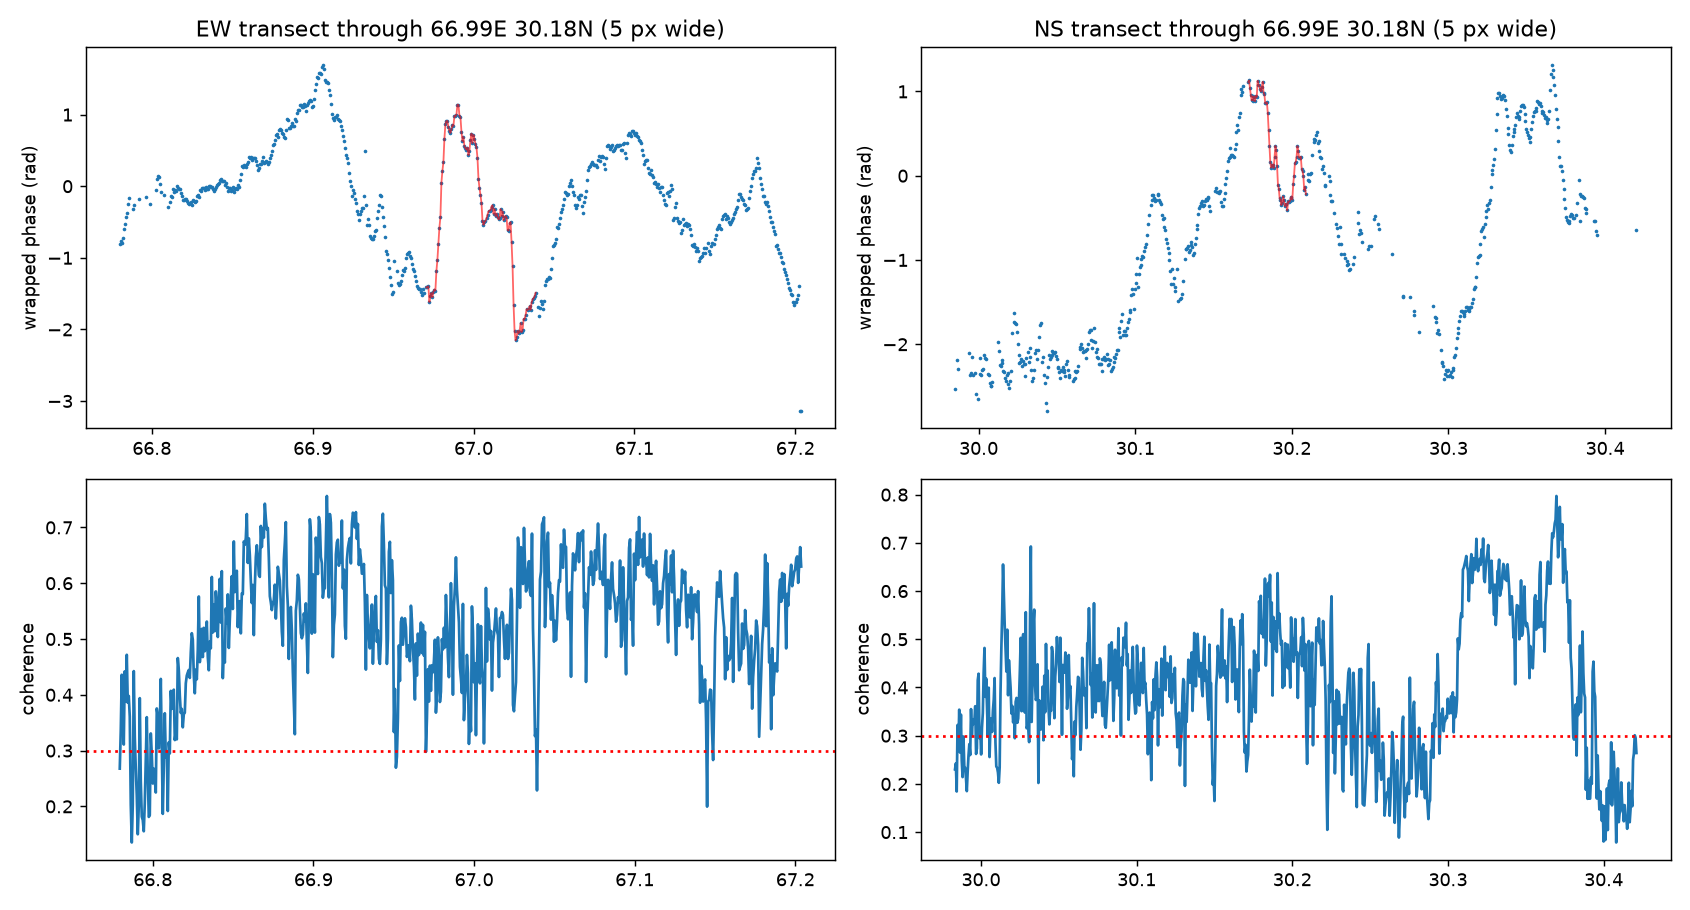 EW transect through 66.99E 30.18N (5 px wide)
wrapped phase (rad)
1
0
−1
−2
−3
66.8 66.9 67.0 67.1 67.2
NS transect through 66.99E 30.18N (5 px wide)
wrapped phase (rad)
1
0
−1
−2
30.0 30.1 30.2 30.3 30.4
coherence
0.7
0.6
0.5
0.4
0.3
0.2
66.8 66.9 67.0 67.1 67.2
coherence
0.8
0.7
0.6
0.5
0.4
0.3
0.2
0.1
30.0 30.1 30.2 30.3 30.4